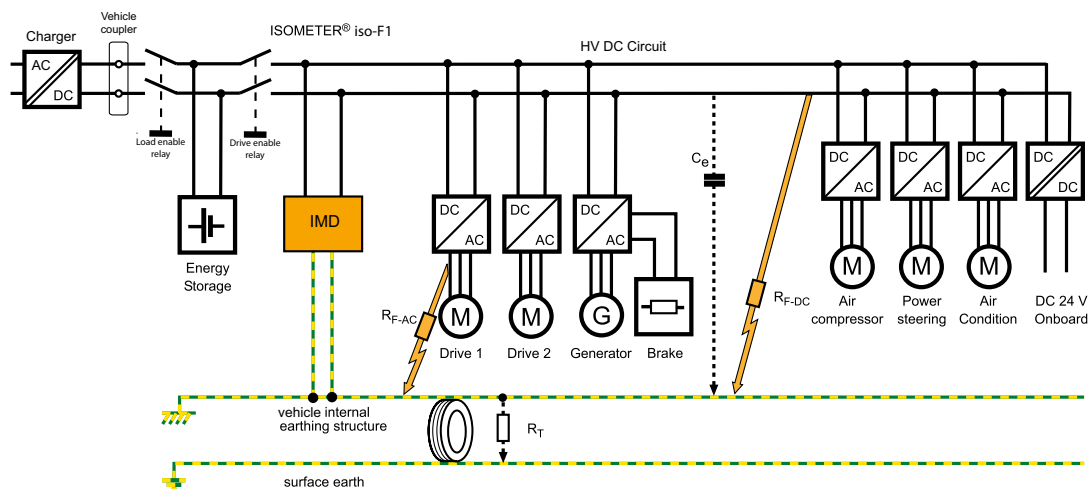 Charger
Vehicle
coupler
ISOMETER® iso-F1
HV DC Circuit
AC
DC
Load enable
relay
Drive enable
relay
Energy
Storage
IMD
DC
AC
DC
AC
DC
AC
M
Drive 1
M
Drive 2
G
Generator
Brake
RF-AC
Ce
RF-DC
DC
AC
DC
AC
DC
AC
DC
DC
M
Air
compressor
M
Power
steering
M
Air
Condition
DC 24 V
Onboard
vehicle internal
earthing structure
RT
surface earth